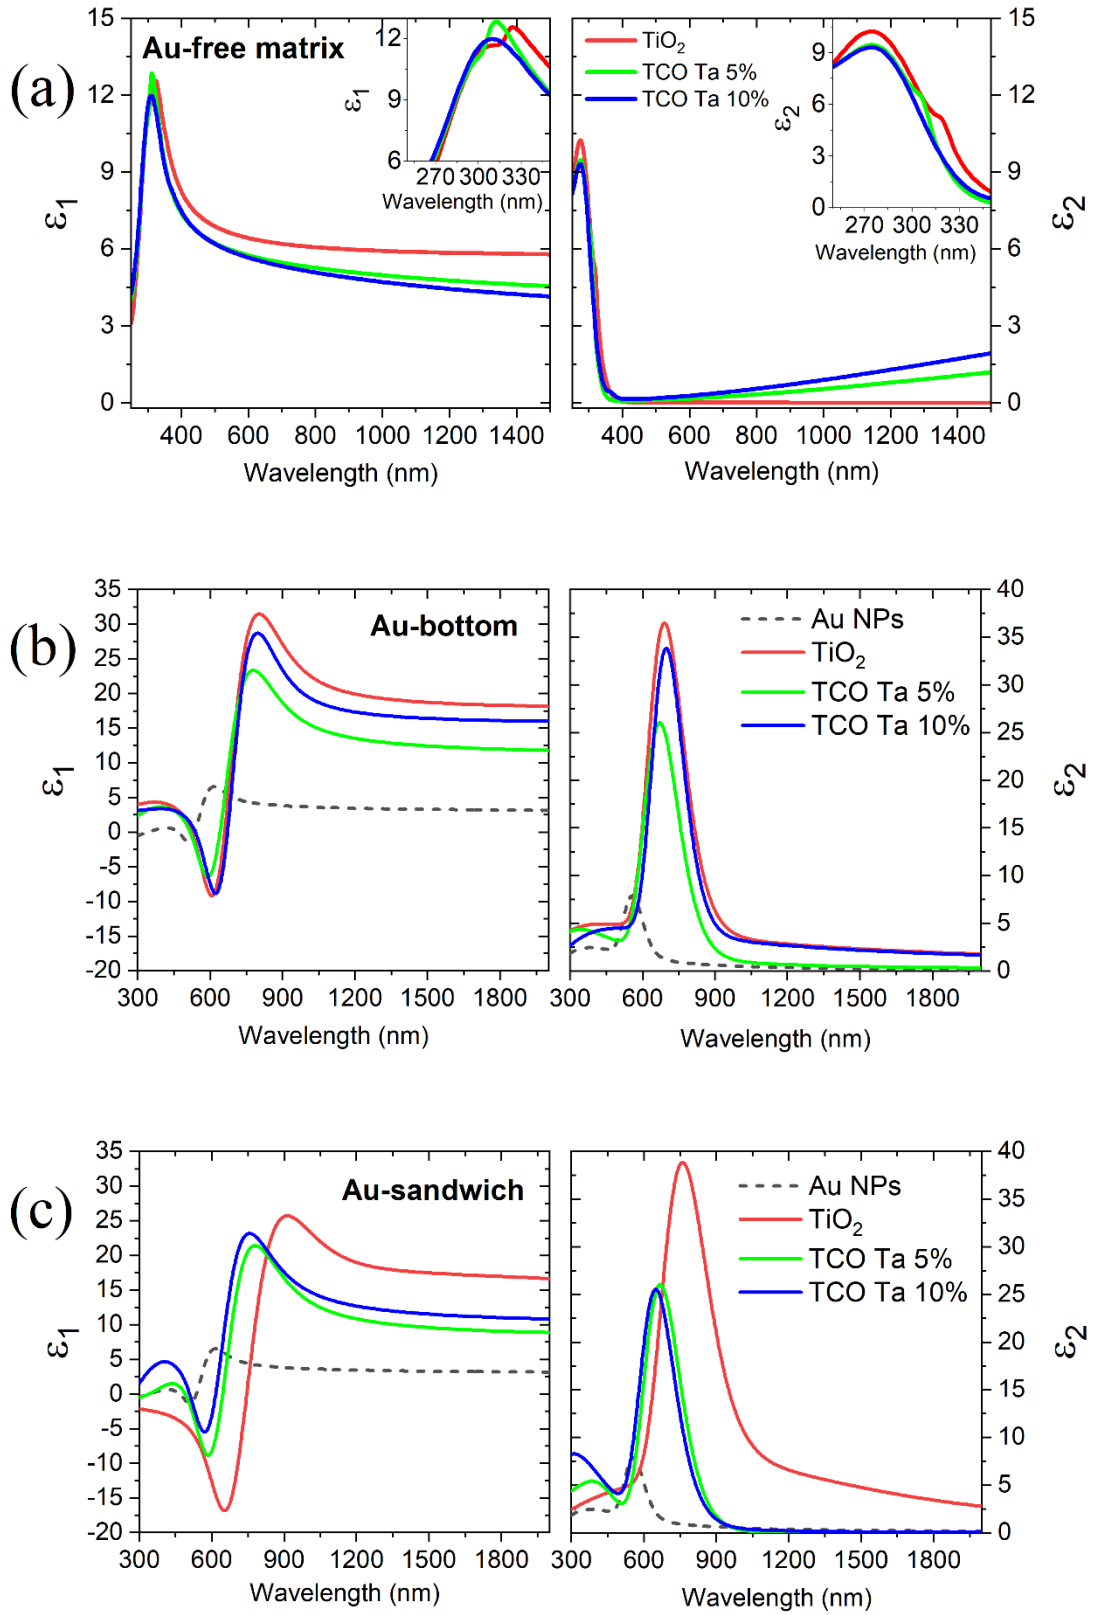 (a)
Au-free matrix
ε1
15
12
9
6
3
0
400 600 800 1000 1200 1400
Wavelength (nm)
ε1
12
9
6
270 300 330
Wavelength (nm)
TiO2
TCO Ta 5%
TCO Ta 10%
ε2
9
6
3
0
270 300 330
Wavelength (nm)
15
12
9
6
3
0
ε2
400 600 800 1000 1200 1400
Wavelength (nm)
(b)
Au-bottom
ε1
35
30
25
20
15
10
5
0
-5
-10
-15
-20
300 600 900 1200 1500 1800
Wavelength (nm)
Au NPs
TiO2
TCO Ta 5%
TCO Ta 10%
40
35
30
25
20
15
10
5
0
ε2
300 600 900 1200 1500 1800
Wavelength (nm)
(c)
Au-sandwich
ε1
35
30
25
20
15
10
5
0
-5
-10
-15
-20
300 600 900 1200 1500 1800
Wavelength (nm)
Au NPs
TiO2
TCO Ta 5%
TCO Ta 10%
40
35
30
25
20
15
10
5
0
ε2
300 600 900 1200 1500 1800
Wavelength (nm)